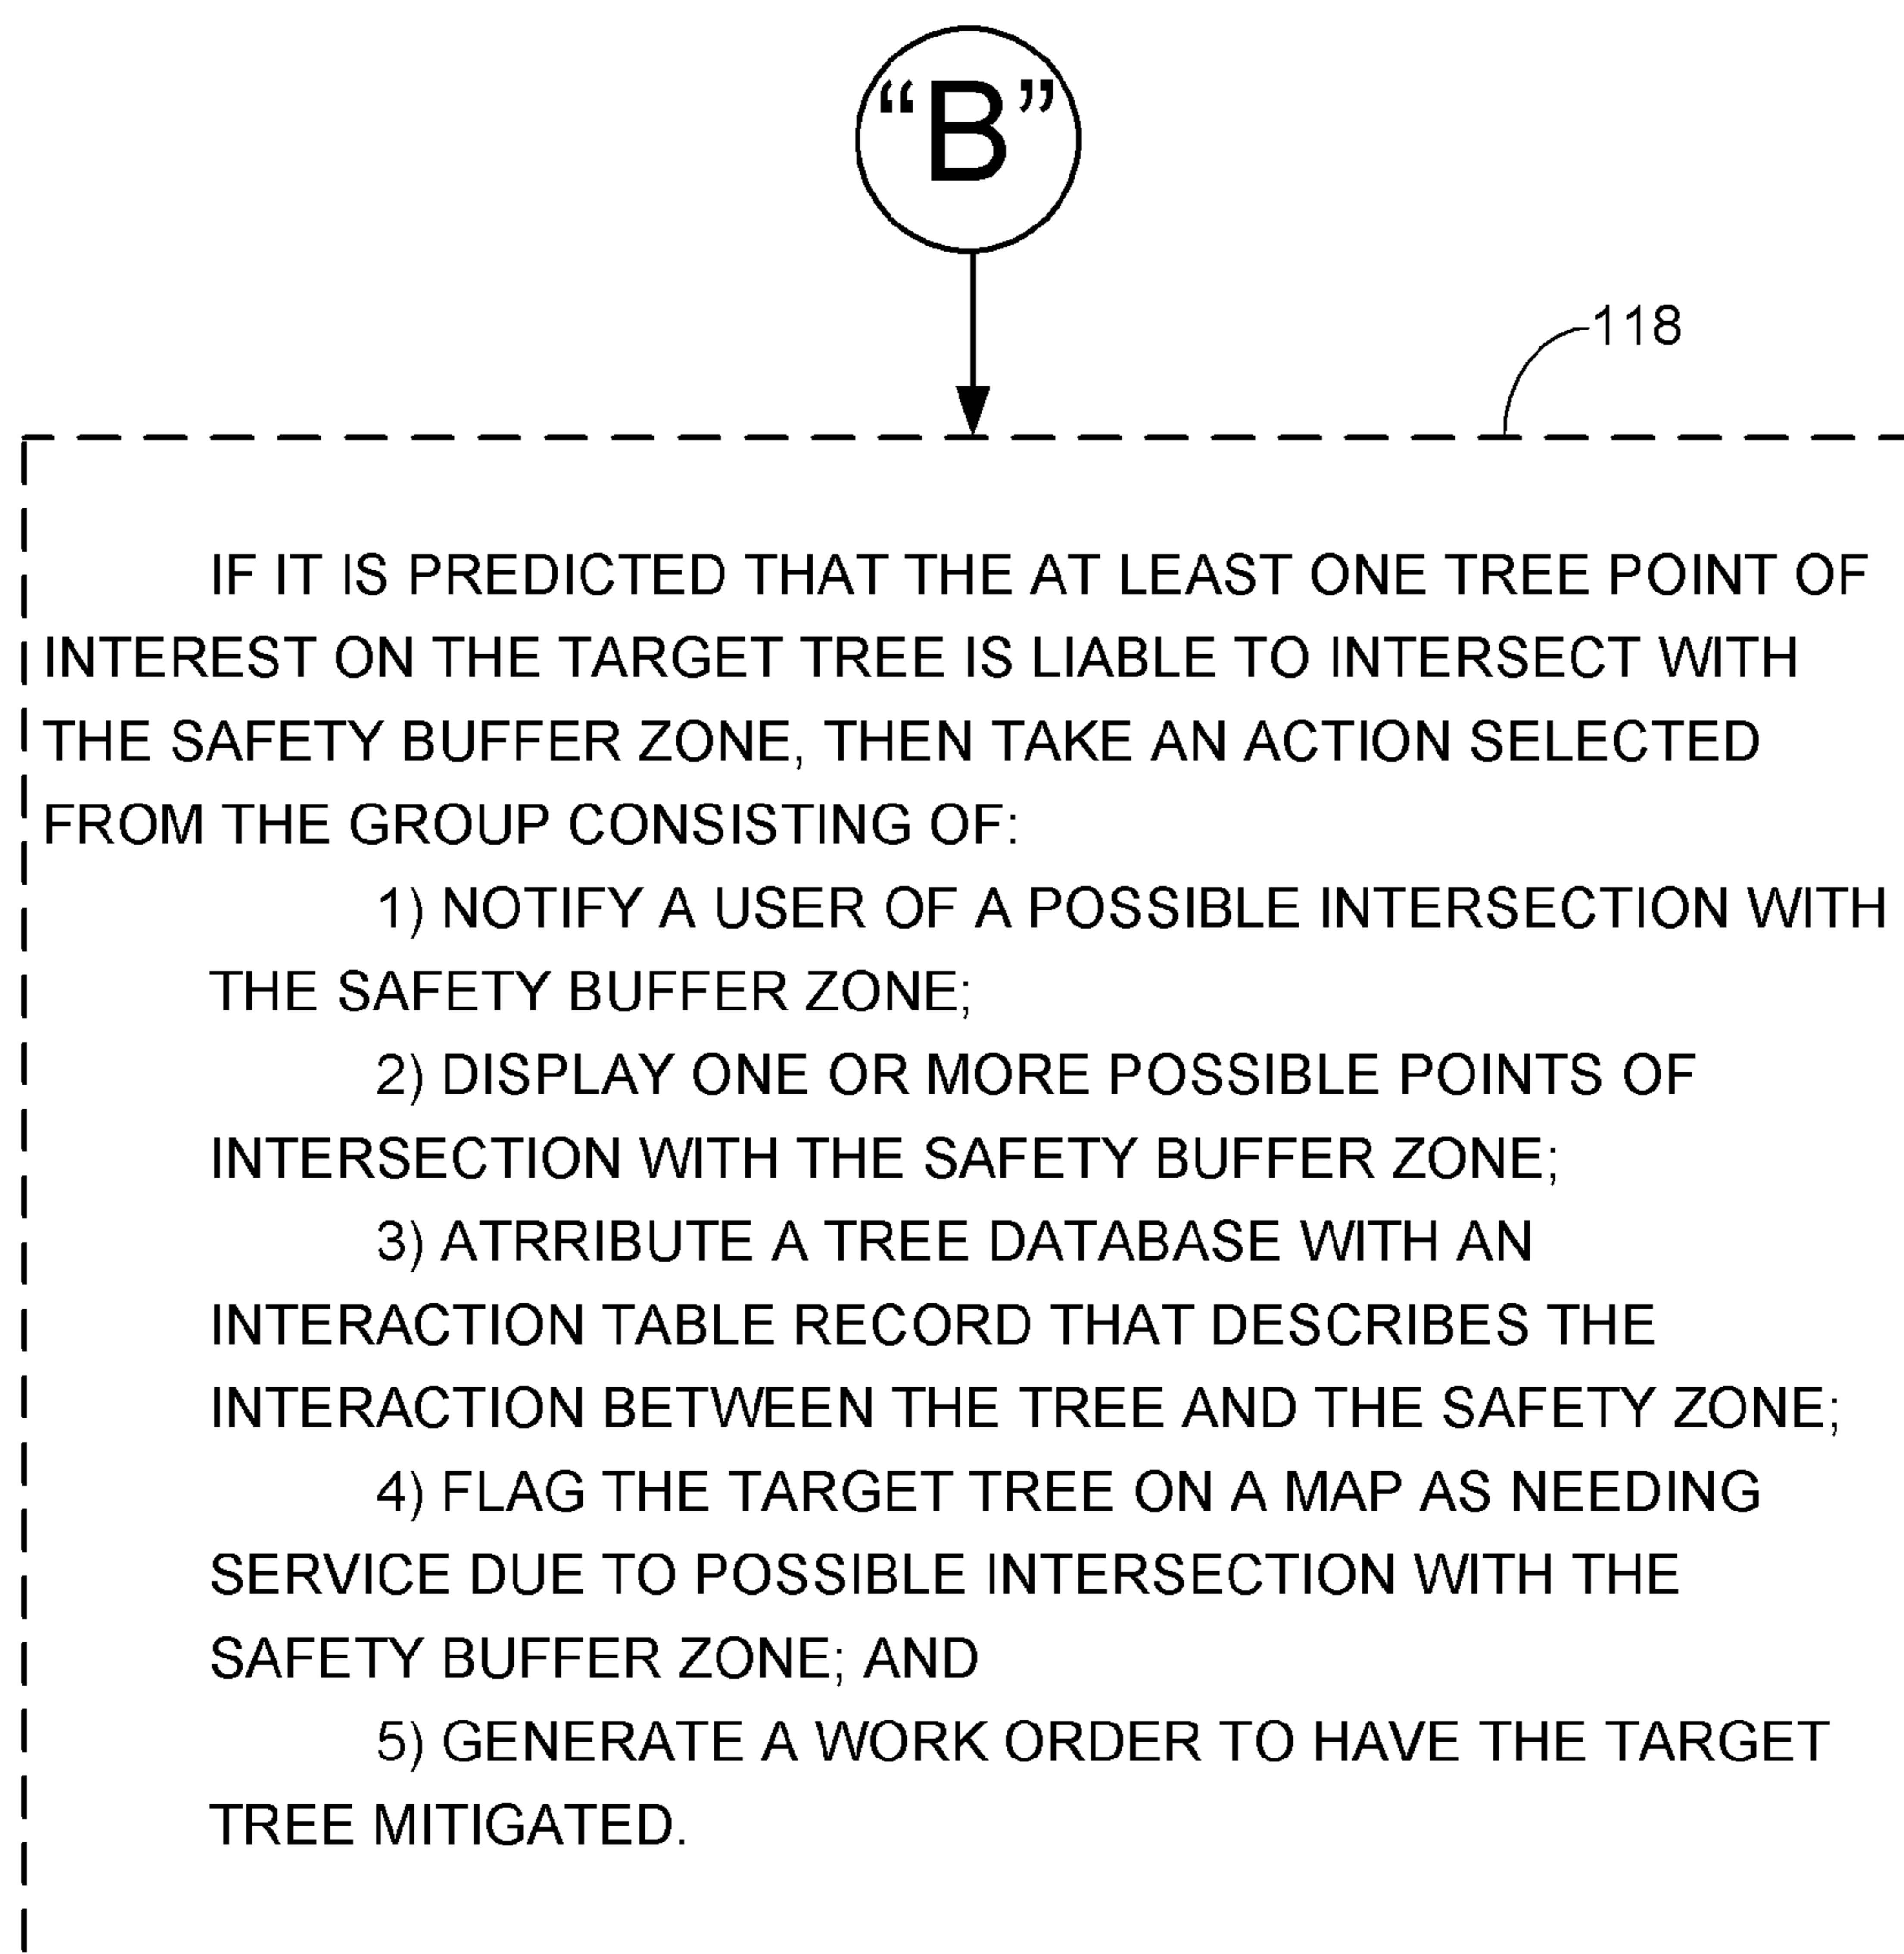 “B”
118
IF IT IS PREDICTED THAT THE AT LEAST ONE TREE POINT OF
INTEREST ON THE TARGET TREE IS LIABLE TO INTERSECT WITH
THE SAFETY BUFFER ZONE, THEN TAKE AN ACTION SELECTED
FROM THE GROUP CONSISTING OF:
1) NOTIFY A USER OF A POSSIBLE INTERSECTION WITH
THE SAFETY BUFFER ZONE;
2) DISPLAY ONE OR MORE POSSIBLE POINTS OF
INTERSECTION WITH THE SAFETY BUFFER ZONE;
3) ATRRIBUTE A TREE DATABASE WITH AN
INTERACTION TABLE RECORD THAT DESCRIBES THE
INTERACTION BETWEEN THE TREE AND THE SAFETY ZONE;
4) FLAG THE TARGET TREE ON A MAP AS NEEDING
SERVICE DUE TO POSSIBLE INTERSECTION WITH THE
SAFETY BUFFER ZONE; AND
5) GENERATE A WORK ORDER TO HAVE THE TARGET
TREE MITIGATED.